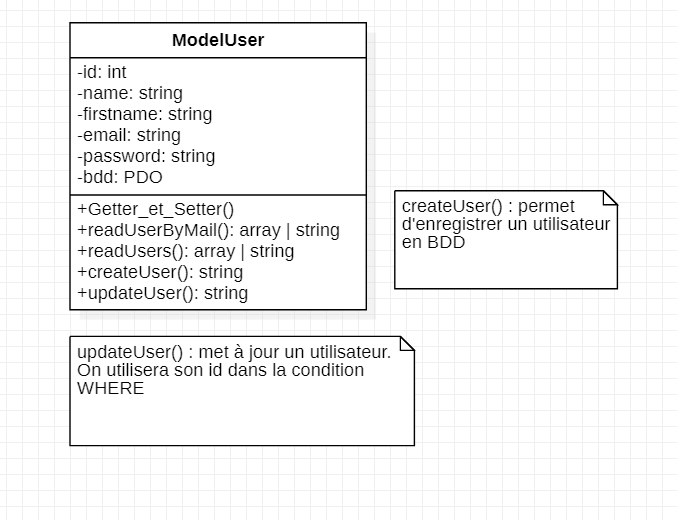 ModelUser
-id: int
-name: string
-firstname: string
-email: string
-password: string
-bdd: PDO
+Getter_et_Setter()
+readUserByMail(): array | string
+readUsers(): array | string
+createUser(): string
+updateUser(): string
createUser() : permet
d'enregistrer un utilisateur
en BDD
updateUser() : met à jour un utilisateur.
On utilisera son id dans la condition
WHERE